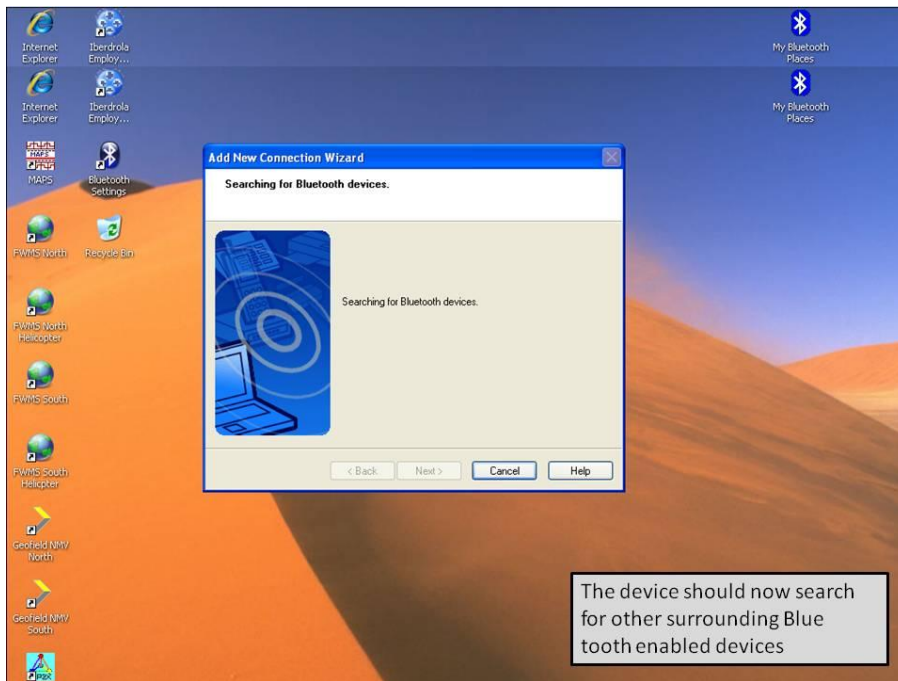 Internet
Explorer
Iberdrola
Employ...
My Bluetooth
Places
Internet
Explorer
Iberdrola
Employ...
My Bluetooth
Places
MAPS
MAPS
Bluetooth
Settings
FWMS North
Recycle Bin
FWMS North
Helicopter
FWMS South
FWMS South
Helicpter
Geofield NMV
North
Geofield NMV
South
P2X
Add New Connection Wizard
Searching for Bluetooth devices.
Searching for Bluetooth devices.
< Back
Next >
Cancel
Help
The device should now search
for other surrounding Blue
tooth enabled devices